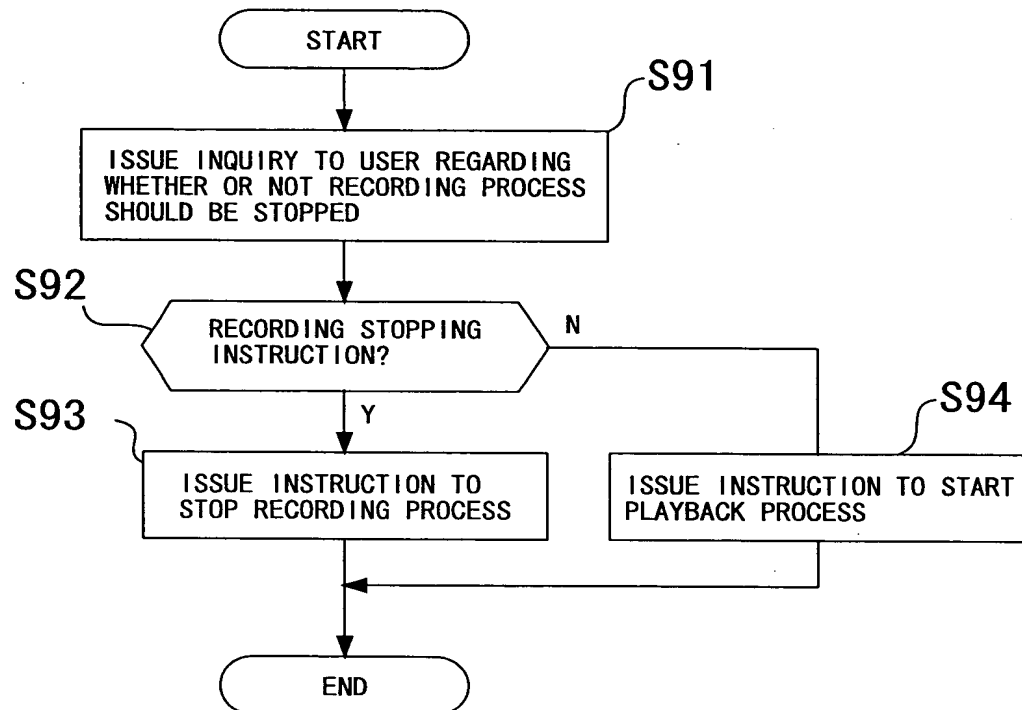 START
S91
ISSUE INQUIRY TO USER REGARDING
WHETHER OR NOT RECORDING PROCESS
SHOULD BE STOPPED
S92
RECORDING STOPPING
INSTRUCTION?
N
Y
S93
ISSUE INSTRUCTION TO
STOP RECORDING PROCESS
S94
ISSUE INSTRUCTION TO START
PLAYBACK PROCESS
END